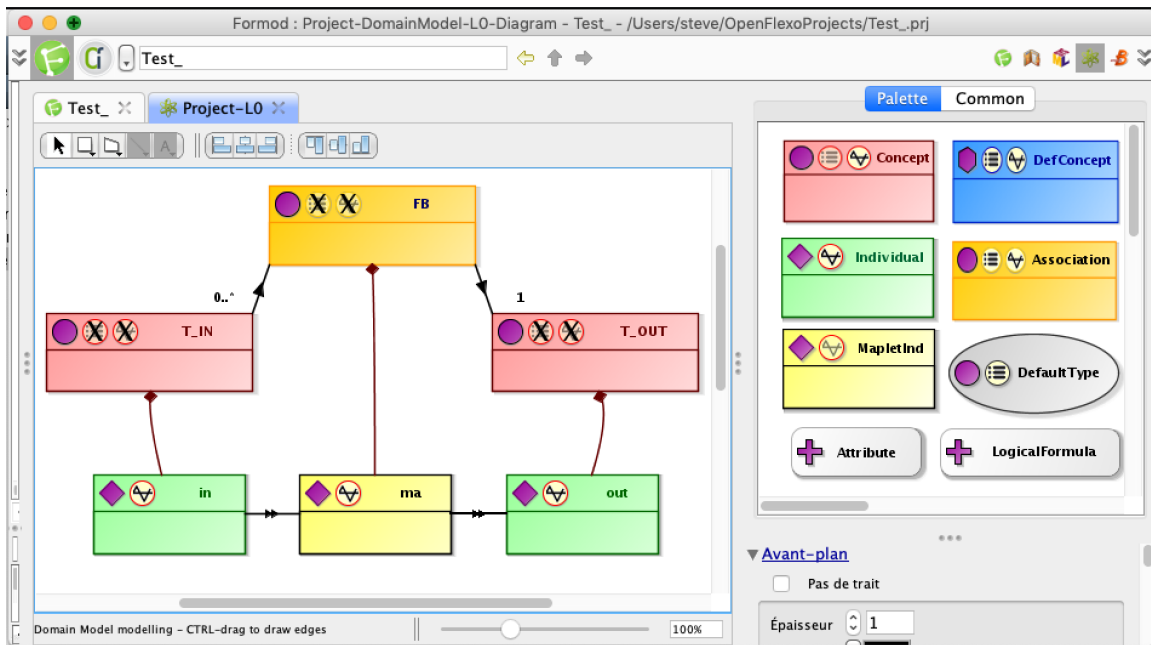 Formod : Project-DomainModel-L0-Diagram - Test_ - /Users/steve/OpenFlexoProjects/Test_.prj
Test_
Test_
Project-L0
Palette
Common
FB
0..*
1
T_IN
T_OUT
in
ma
out
Concept
DefConcept
Individual
Association
MapletInd
DefaultType
Attribute
LogicalFormula
Avant-plan
Pas de trait
Épaisseur
1
Domain Model modelling - CTRL-drag to draw edges
100%